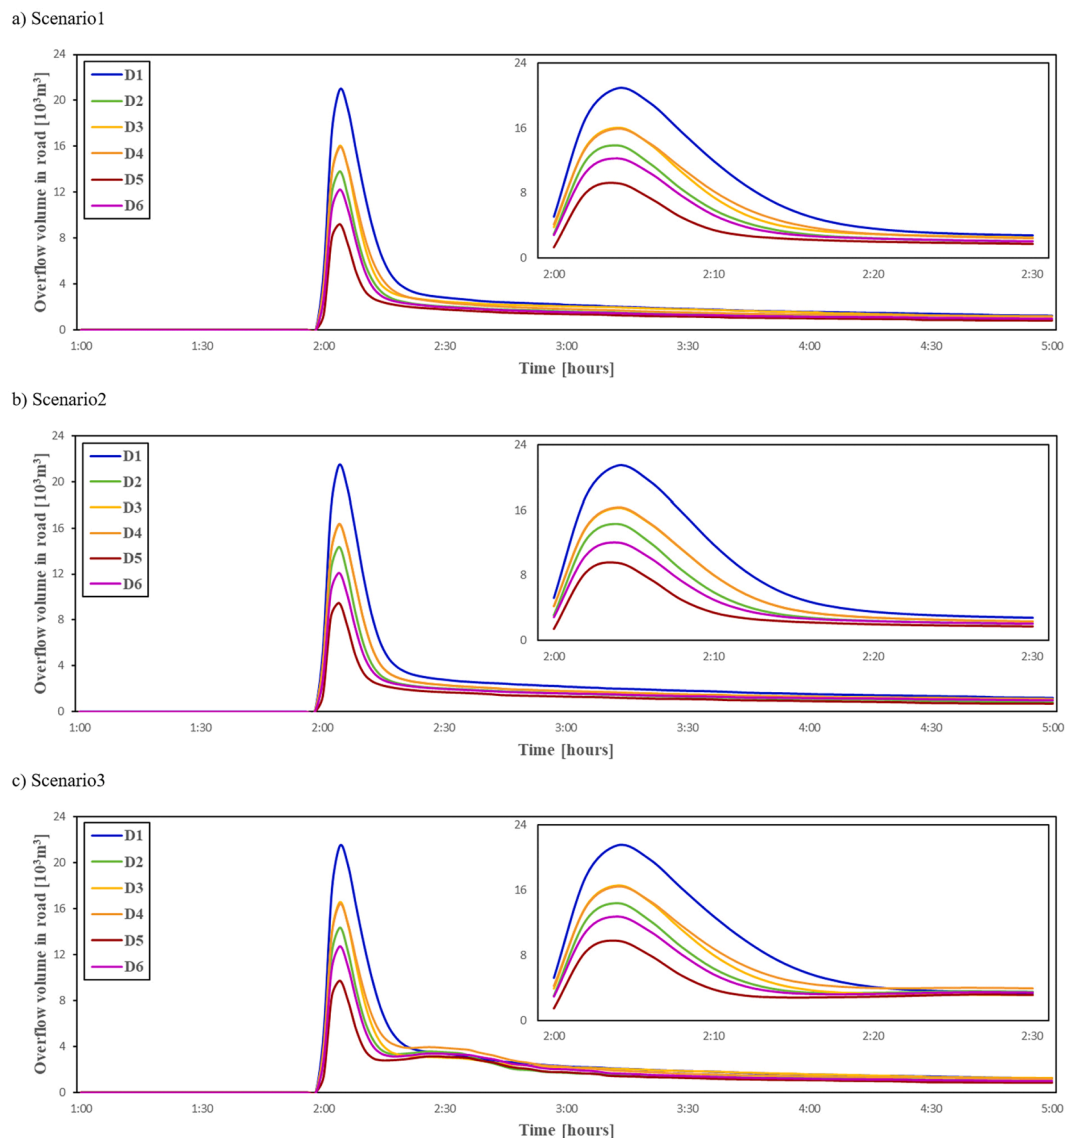 a) Scenario1
Overflow volume in road [10³m³]
24
20
16
12
8
4
0
D1
D2
D3
D4
D5
D6
24
16
8
0
2:00 2:10 2:20 2:30
1:00 1:30 2:00 2:30 3:00 3:30 4:00 4:30 5:00
Time [hours]
b) Scenario2
Overflow volume in road [10³m³]
24
20
16
12
8
4
0
D1
D2
D3
D4
D5
D6
24
16
8
0
2:00 2:10 2:20 2:30
1:00 1:30 2:00 2:30 3:00 3:30 4:00 4:30 5:00
Time [hours]
c) Scenario3
Overflow volume in road [10³m³]
24
20
16
12
8
4
0
D1
D2
D3
D4
D5
D6
24
16
8
0
2:00 2:10 2:20 2:30
1:00 1:30 2:00 2:30 3:00 3:30 4:00 4:30 5:00
Time [hours]